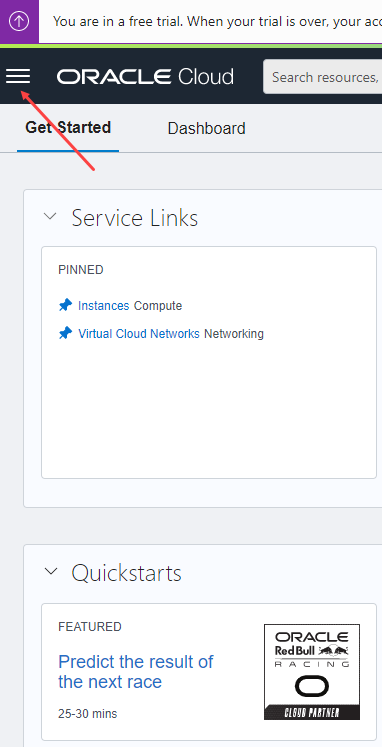 You are in a free trial. When your trial is over, your acc
ORACLE Cloud
Search resources,
Get Started
Dashboard
Service Links
PINNED
Instances Compute
Virtual Cloud Networks Networking
Quickstarts
FEATURED
Predict the result of
the next race
25-30 mins
ORACLE
Red Bull
RACING
CLOUD PARTNER